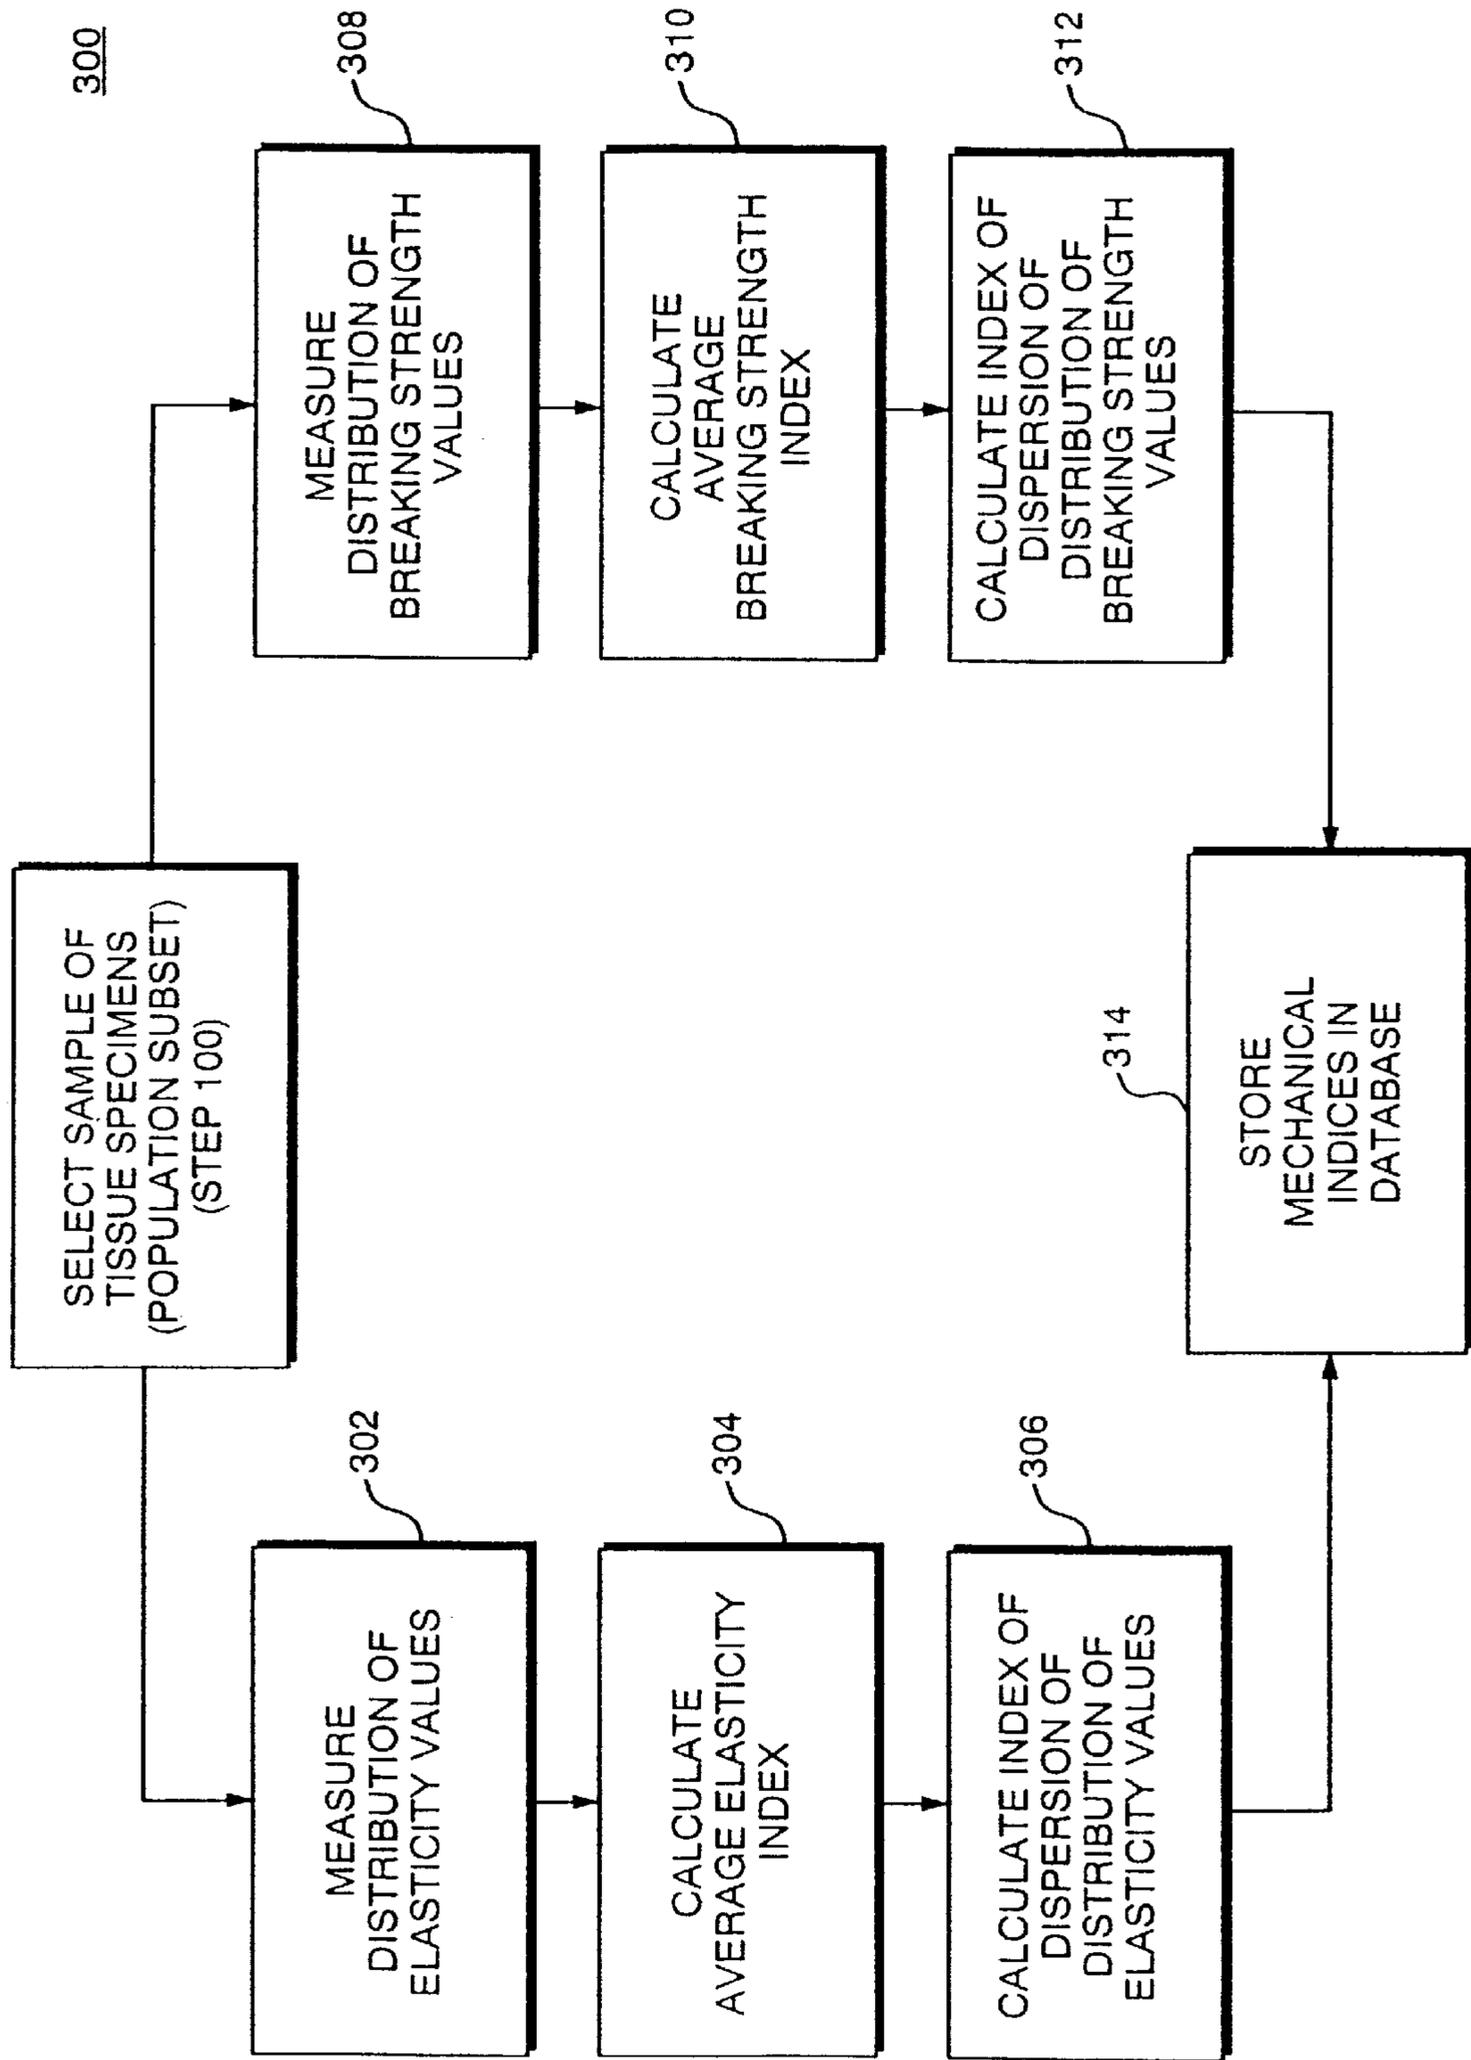 300
SELECT SAMPLE OF
TISSUE SPECIMENS
(POPULATION SUBSET)
(STEP 100)
302
MEASURE
DISTRIBUTION OF
ELASTICITY VALUES
304
CALCULATE
AVERAGE ELASTICITY
INDEX
306
CALCULATE INDEX OF
DISPERSION OF
DISTRIBUTION OF
ELASTICITY VALUES
308
MEASURE
DISTRIBUTION OF
BREAKING STRENGTH
VALUES
310
CALCULATE
AVERAGE
BREAKING STRENGTH
INDEX
312
CALCULATE INDEX OF
DISPERSION OF
DISTRIBUTION OF
BREAKING STRENGTH
VALUES
314
STORE
MECHANICAL
INDICES IN
DATABASE